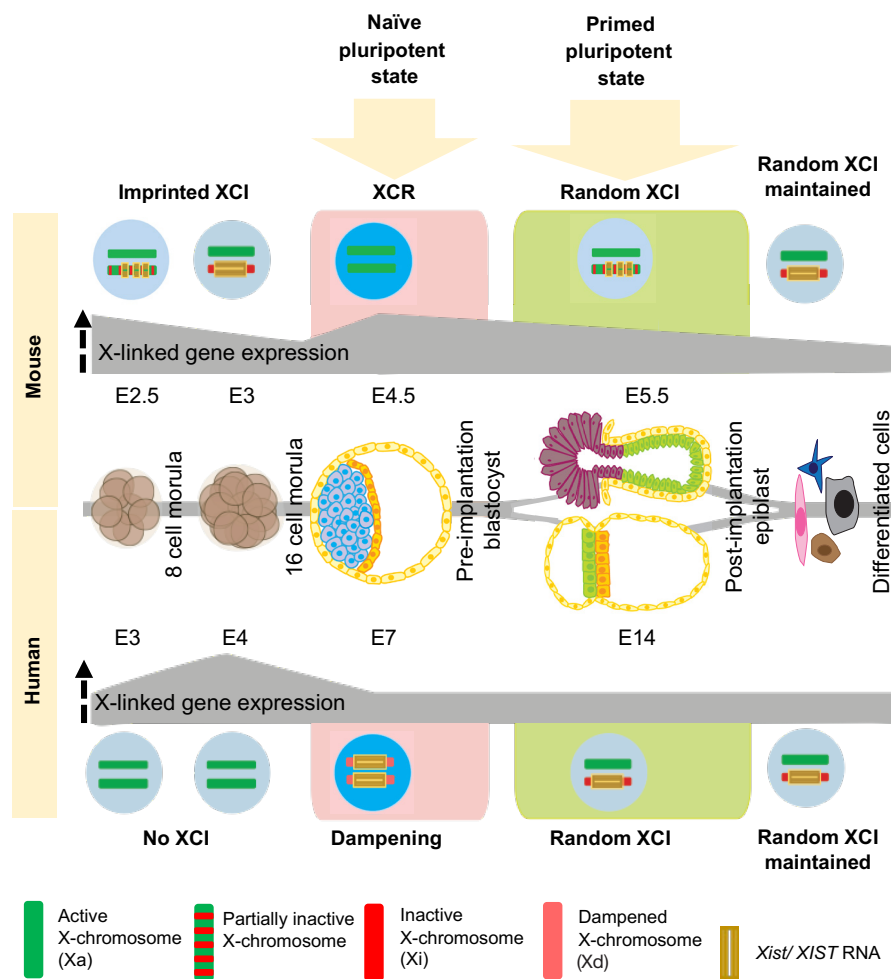 Naïve
pluripotent
state
Primed
pluripotent
state
Imprinted XCI
XCR
Random XCI
Random XCI
maintained
Mouse
X-linked gene expression
E2.5
E3
E4.5
E5.5
8 cell morula
16 cell morula
Pre-implantation
blastocyst
Post-implantation
epiblast
Differentiated cells
Human
E3
E4
E7
E14
X-linked gene expression
No XCI
Dampening
Random XCI
Random XCI
maintained
Active
X-chromosome
(Xa)
Partially inactive
X-chromosome
Inactive
X-chromosome
(Xi)
Dampened
X-chromosome
(Xd)
Xist/ XIST RNA